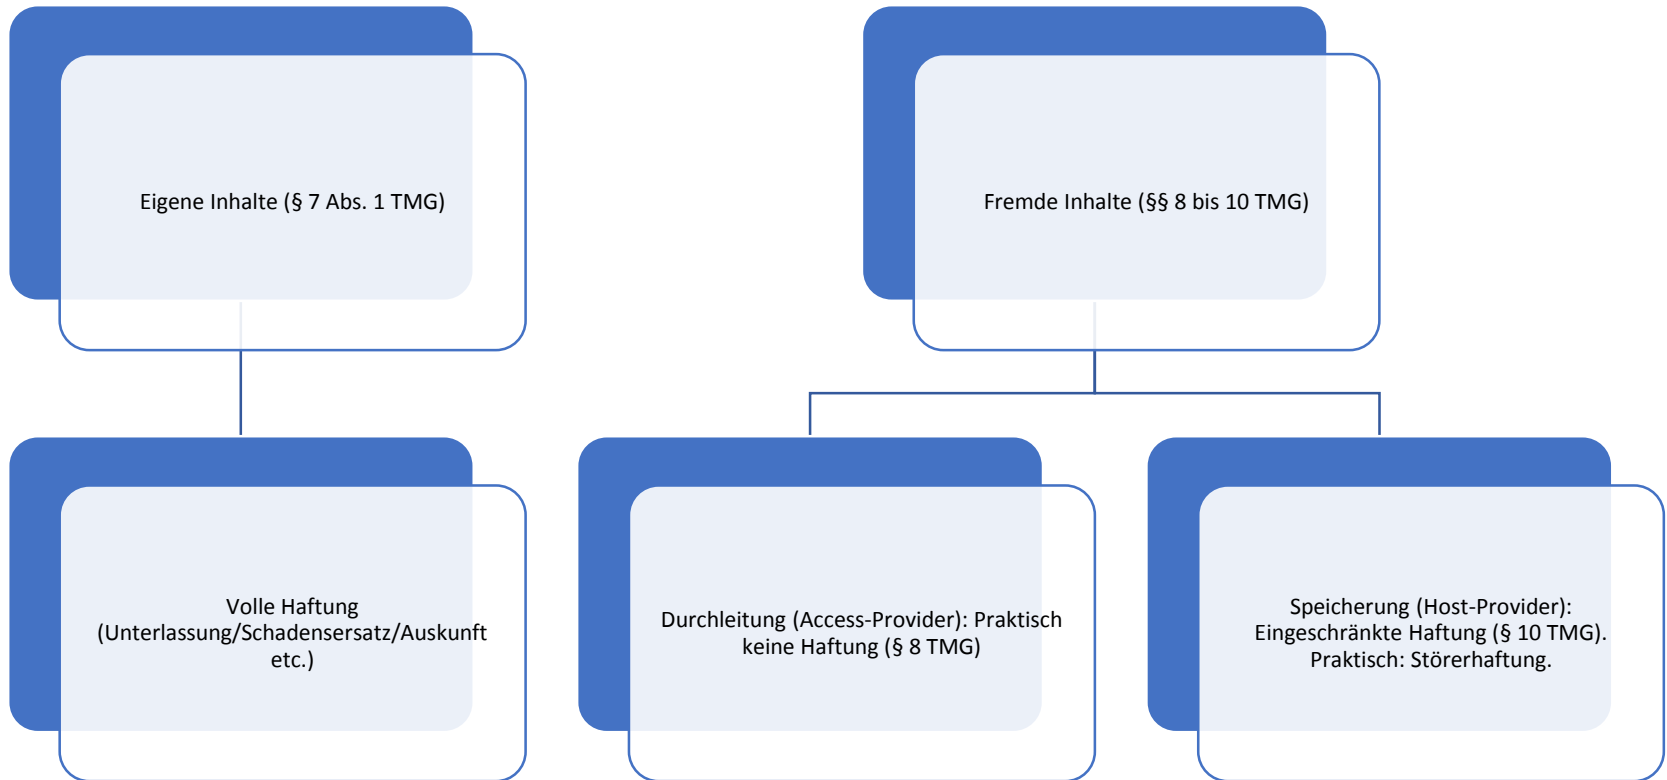 Eigene Inhalte (§ 7 Abs. 1 TMG)
Fremde Inhalte (§§ 8 bis 10 TMG)
Volle Haftung
(Unterlassung/Schadensersatz/Auskunft
etc.)
Durchleitung (Access-Provider): Praktisch
keine Haftung (§ 8 TMG)
Speicherung (Host-Provider):
Eingeschränkte Haftung (§ 10 TMG).
Praktisch: Störerhaftung.